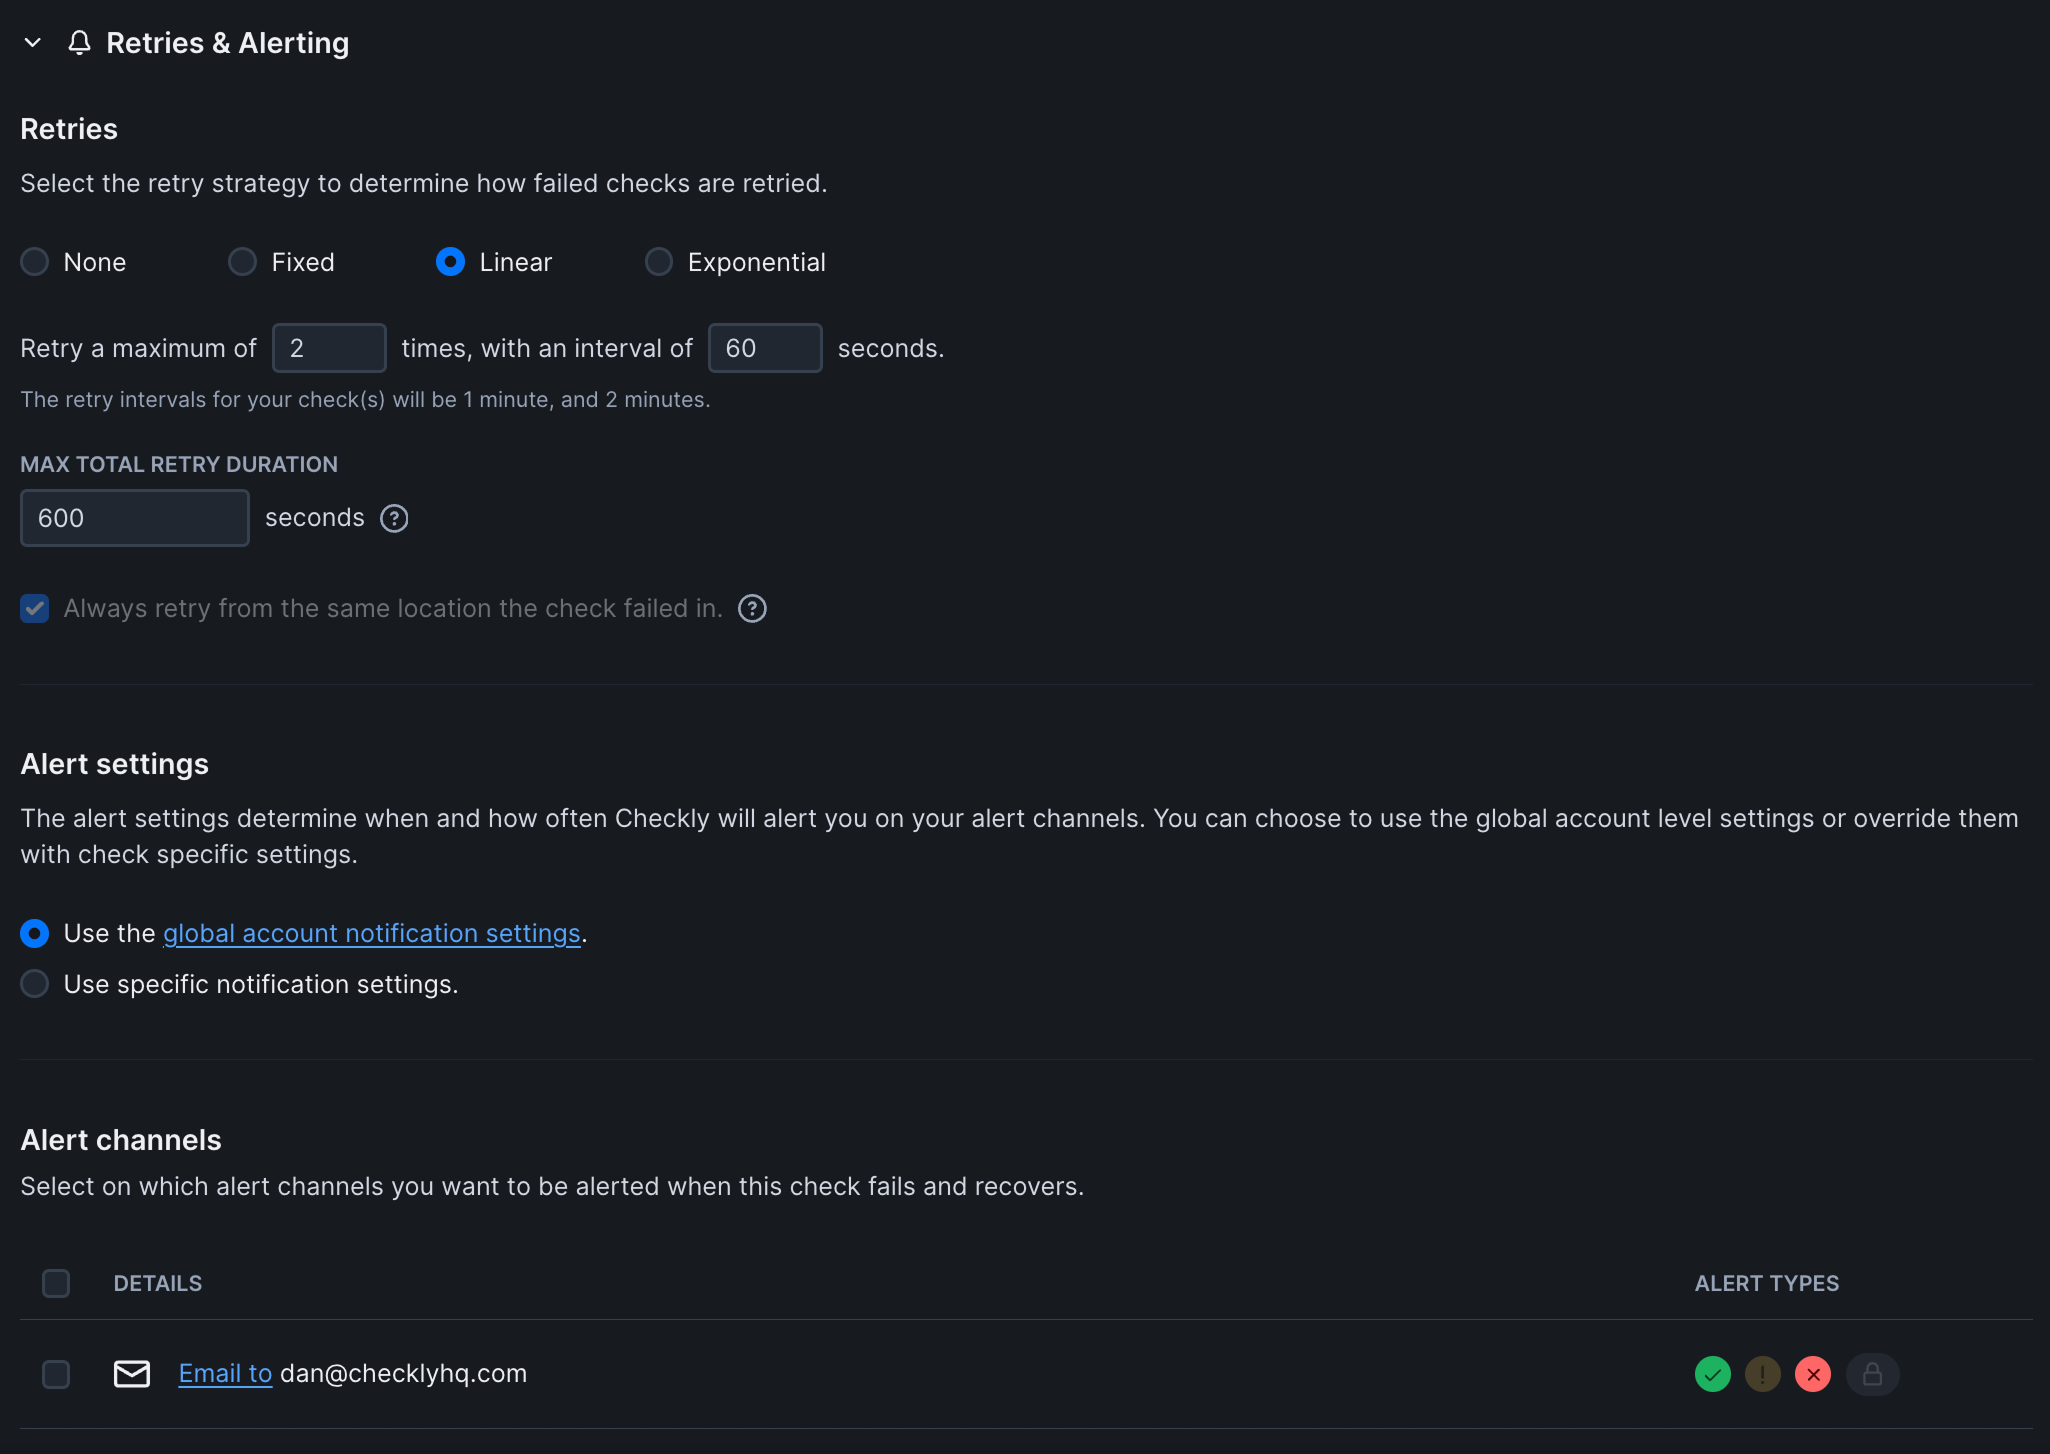 Retries & Alerting
Retries
Select the retry strategy to determine how failed checks are retried.
None Fixed Linear Exponential
Retry a maximum of 2 times, with an interval of 60 seconds.
The retry intervals for your check(s) will be 1 minute, and 2 minutes.
MAX TOTAL RETRY DURATION
600 seconds ?
Always retry from the same location the check failed in. ?
Alert settings
The alert settings determine when and how often Checkly will alert you on your alert channels. You can choose to use the global account level settings or override them
with check specific settings.
Use the global account notification settings.
Use specific notification settings.
Alert channels
Select on which alert channels you want to be alerted when this check fails and recovers.
DETAILS ALERT TYPES
Email to dan@checklyhq.com